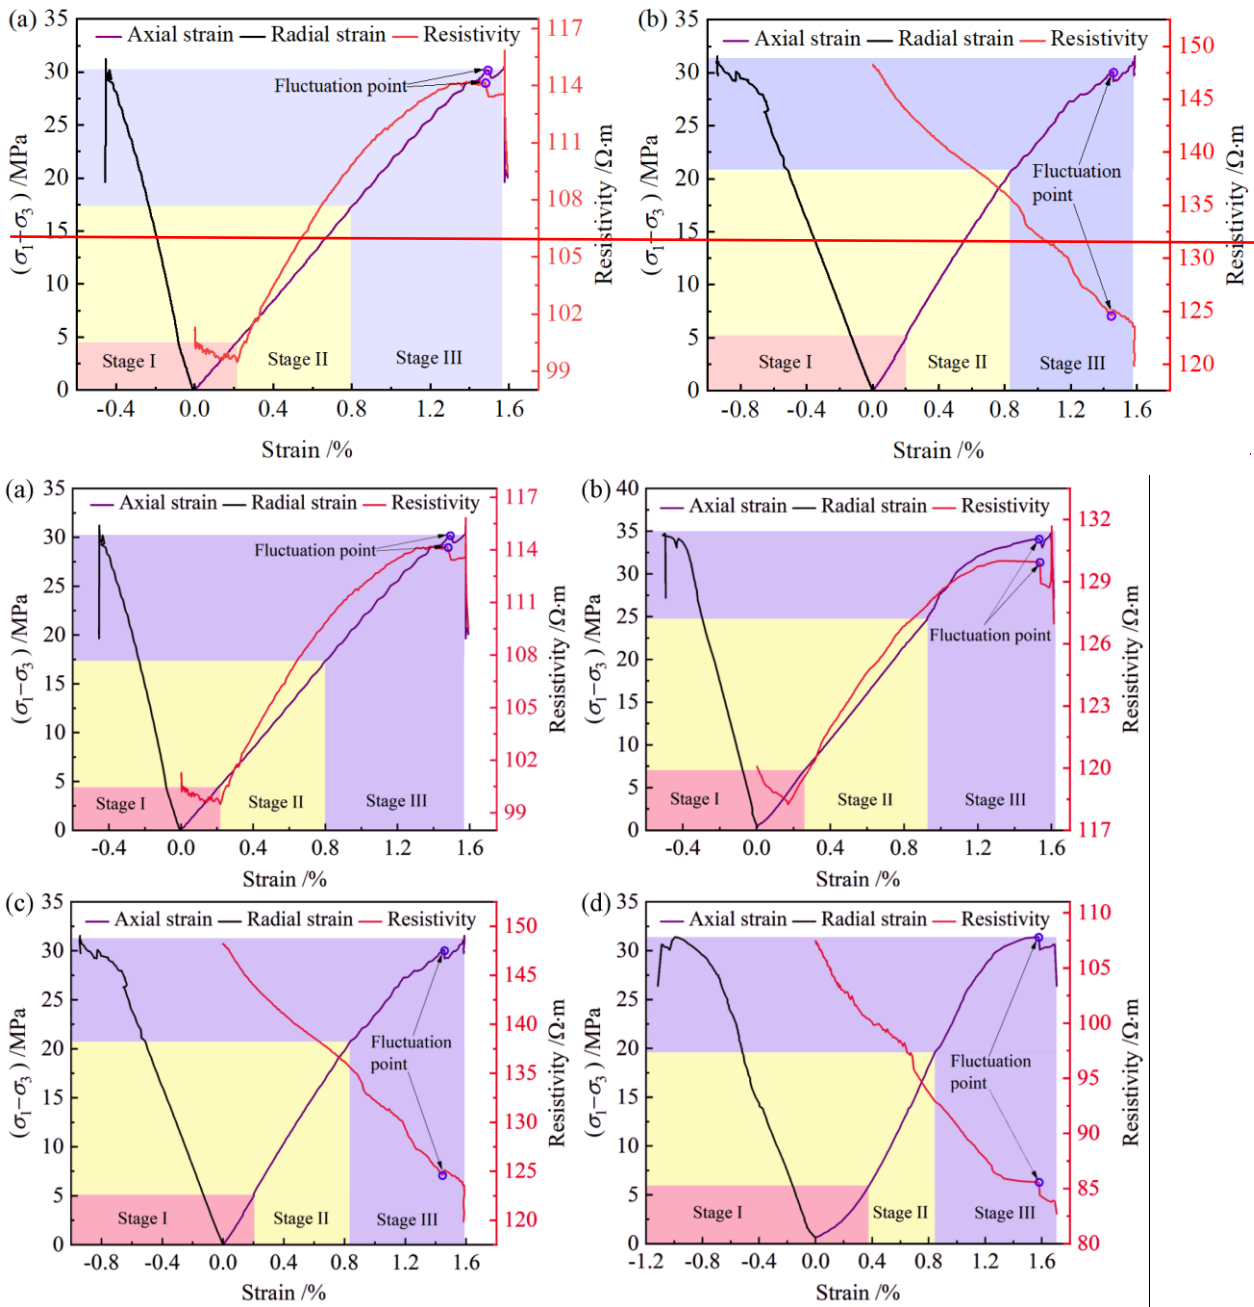 (a)
Axial strain Radial strain Resistivity
Fluctuation point
Stage I Stage II Stage III
0 5 10 15 20 25 30 35
(σ1−σ3) /MPa
-0.4 0.0 0.4 0.8 1.2 1.6
Strain /%
99 102 105 108 111 114 117
Resistivity /Ω·m
(b)
Axial strain Radial strain Resistivity
Fluctuation
point
Stage I Stage II Stage III
0 5 10 15 20 25 30 35
(σ1−σ3) /MPa
-0.8 -0.4 0.0 0.4 0.8 1.2 1.6
Strain /%
120 125 130 135 140 145 150
Resistivity /Ω·m
(a)
Axial strain Radial strain Resistivity
Fluctuation point
Stage I Stage II Stage III
0 5 10 15 20 25 30 35
(σ1−σ3) /MPa
-0.4 0.0 0.4 0.8 1.2 1.6
Strain /%
99 102 105 108 111 114 117
Resistivity /Ω·m
(b)
Axial strain Radial strain Resistivity
Fluctuation point
Stage I Stage II Stage III
0 5 10 15 20 25 30 35 40
(σ1−σ3) /MPa
-0.4 0.0 0.4 0.8 1.2 1.6
Strain /%
117 120 123 126 129 132
Resistivity /Ω·m
(c)
Axial strain Radial strain Resistivity
Fluctuation
point
Stage I Stage II Stage III
0 5 10 15 20 25 30 35
(σ1−σ3) /MPa
-0.8 -0.4 0.0 0.4 0.8 1.2 1.6
Strain /%
120 125 130 135 140 145 150
Resistivity /Ω·m
(d)
Axial strain Radial strain Resistivity
Fluctuation
point
Stage I Stage II Stage III
0 5 10 15 20 25 30 35
(σ1−σ3) /MPa
-1.2 -0.8 -0.4 0.0 0.4 0.8 1.2 1.6
Strain /%
80 85 90 95 100 105 110
Resistivity /Ω·m